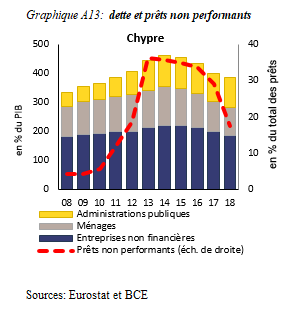 Graphique A13: dette et prêts non performants
Chypre
500
400
300
200
100
0
en % du PIB
40
30
20
10
0
en % du total des prêts
08 09 10 11 12 13 14 15 16 17 18
Administrations publiques
Ménages
Entreprises non financières
Prêts non performants (éch. de droite)
Sources: Eurostat et BCE